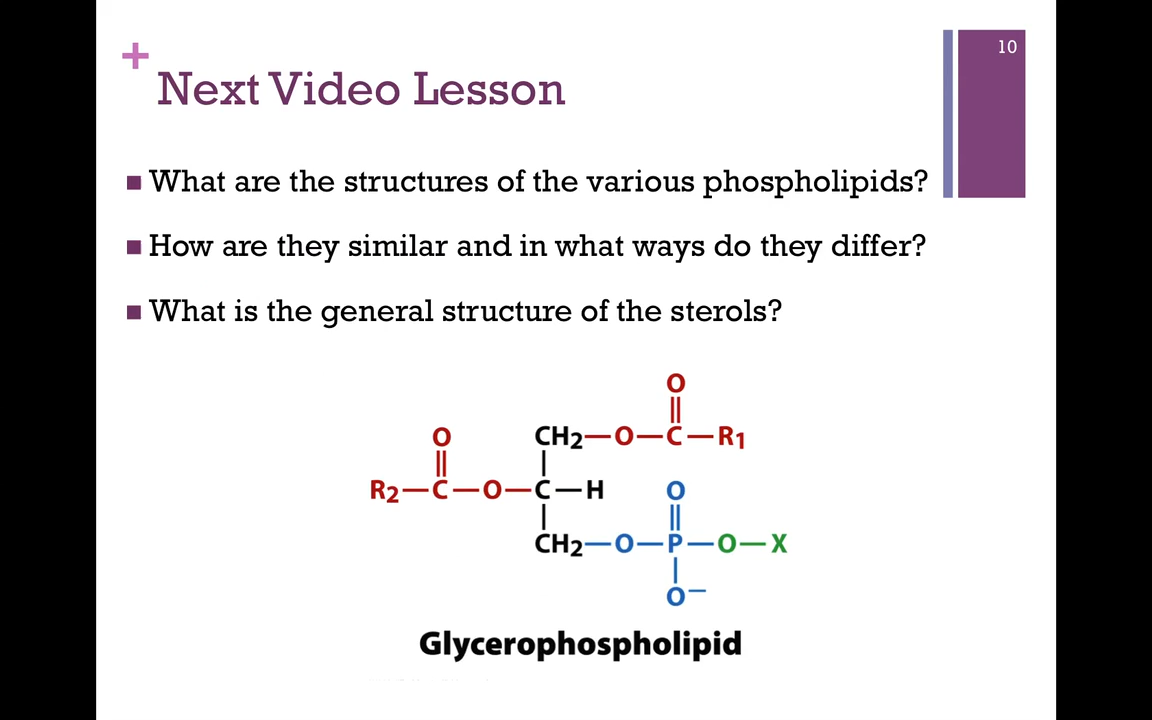 10
+
Next Video Lesson
What are the structures of the various phospholipids?
How are they similar and in what ways do they differ?
What is the general structure of the sterols?
O
O
CH2—O—C—R1
R2—C—O—C—H
O
CH2—O—P—O—X
O−
Glycerophospholipid